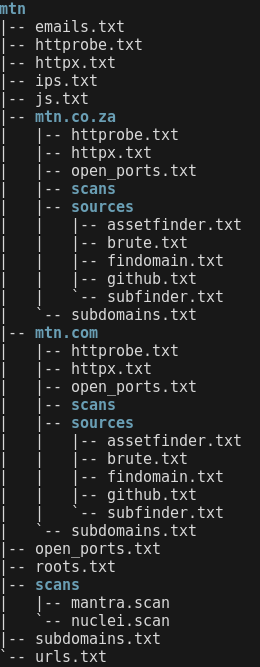 mtn
|-- emails.txt
|-- httprobe.txt
|-- httpx.txt
|-- ips.txt
|-- js.txt
|-- mtn.co.za
|   |-- httprobe.txt
|   |-- httpx.txt
|   |-- open_ports.txt
|   |-- scans
|   |-- sources
|   |   |-- assetfinder.txt
|   |   |-- brute.txt
|   |   |-- findomain.txt
|   |   |-- github.txt
|   |   `-- subfinder.txt
|   `-- subdomains.txt
|-- mtn.com
|   |-- httprobe.txt
|   |-- httpx.txt
|   |-- open_ports.txt
|   |-- scans
|   |-- sources
|   |   |-- assetfinder.txt
|   |   |-- brute.txt
|   |   |-- findomain.txt
|   |   |-- github.txt
|   |   `-- subfinder.txt
|   `-- subdomains.txt
|-- open_ports.txt
|-- roots.txt
|-- scans
|   |-- mantra.scan
|   `-- nuclei.scan
|-- subdomains.txt
`-- urls.txt